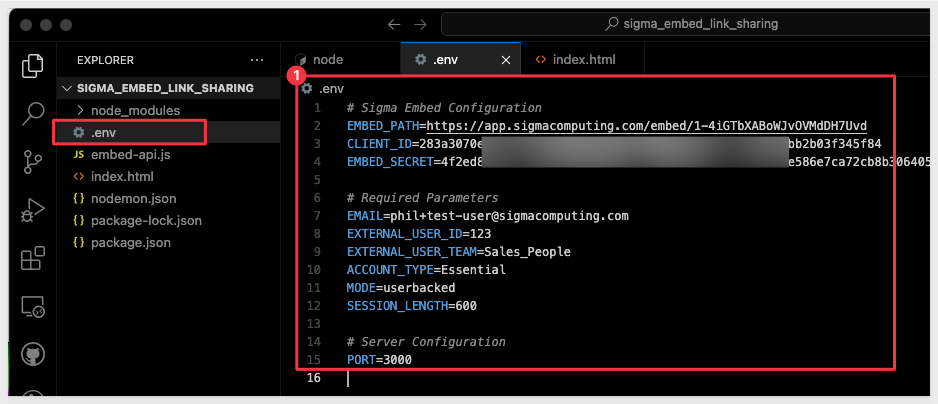 sigma_embed_link_sharing
EXPLORER ...
SIGMA_EMBED_LINK_SHARING
node_modules
.env
JS embed-api.js
<> index.html
{} nodemon.json
{} package-lock.json
{} package.json
node
.env ×
<> index.html
1
.env
1 # Sigma Embed Configuration
2 EMBED_PATH=https://app.sigmacomputing.com/embed/1-4iGTbXABoWJvOVMdDH7Uvd
3 CLIENT_ID=283a3070e bb2b03f345f84
4 EMBED_SECRET=4f2ed8 e586e7ca72cb8b306405
5
6 # Required Parameters
7 EMAIL=phil+test-user@sigmacomputing.com
8 EXTERNAL_USER_ID=123
9 EXTERNAL_USER_TEAM=Sales_People
10 ACCOUNT_TYPE=Essential
11 MODE=userbacked
12 SESSION_LENGTH=600
13
14 # Server Configuration
15 PORT=3000
16